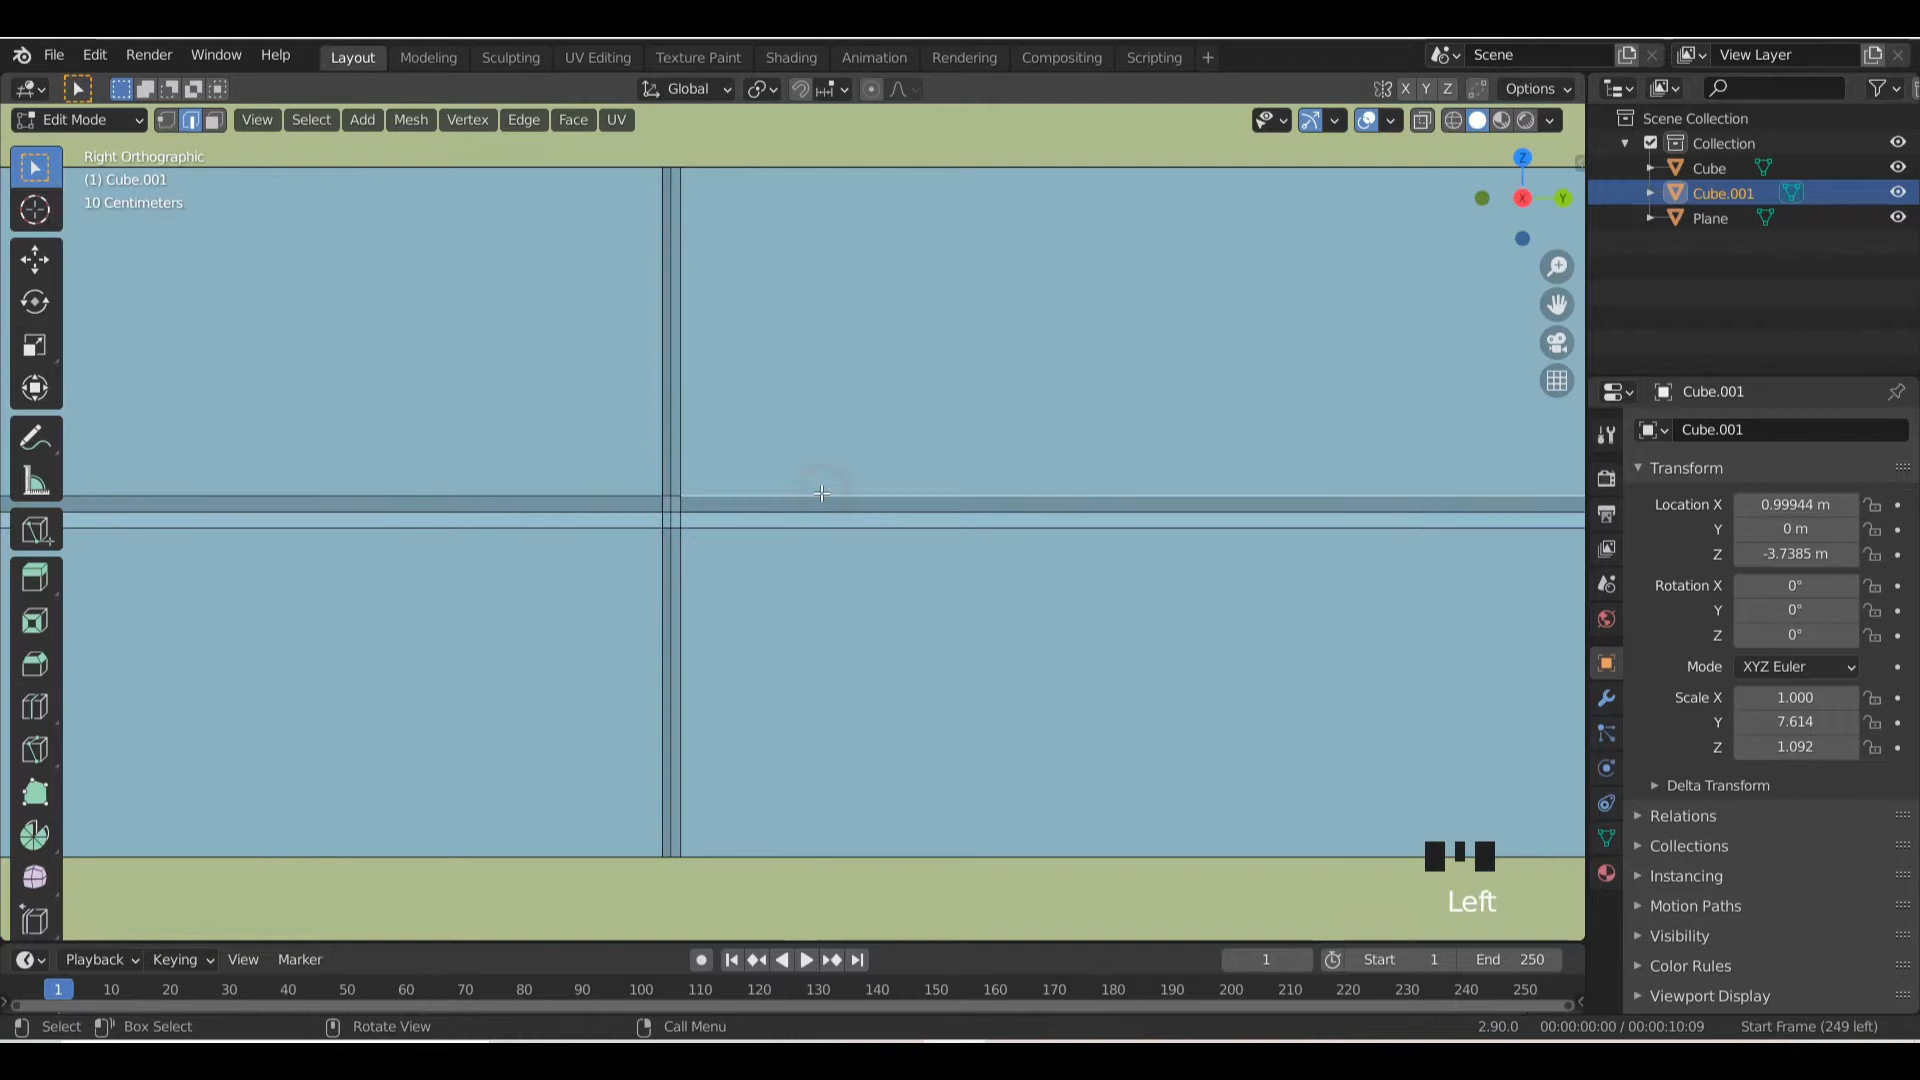 File Edit Render Window Help Layout Modeling Sculpting UV Editing Texture Paint Shading Animation Rendering Compositing Scripting + Scene View Layer
Global X Y Z Options
Edit Mode View Select Add Mesh Vertex Edge Face UV
Right Orthographic
(1) Cube.001
10 Centimeters
Z
X
Y
Scene Collection
Collection
Cube
Cube.001
Plane
Cube.001
Cube.001
Transform
Location X 0.99944 m
Y 0 m
Z -3.7385 m
Rotation X 0°
Y 0°
Z 0°
Mode XYZ Euler
Scale X 1.000
Y 7.614
Z 1.092
Delta Transform
Relations
Collections
Instancing
Motion Paths
Visibility
Color Rules
Viewport Display
Left
Playback Keying View Marker 1 Start 1 End 250
1 10 20 30 40 50 60 70 80 90 100 110 120 130 140 150 160 170 180 190 200 210 220 230 240 250
Select Box Select Rotate View Call Menu 2.90.0 00:00:00:00 / 00:00:10:09 Start Frame (249 left)